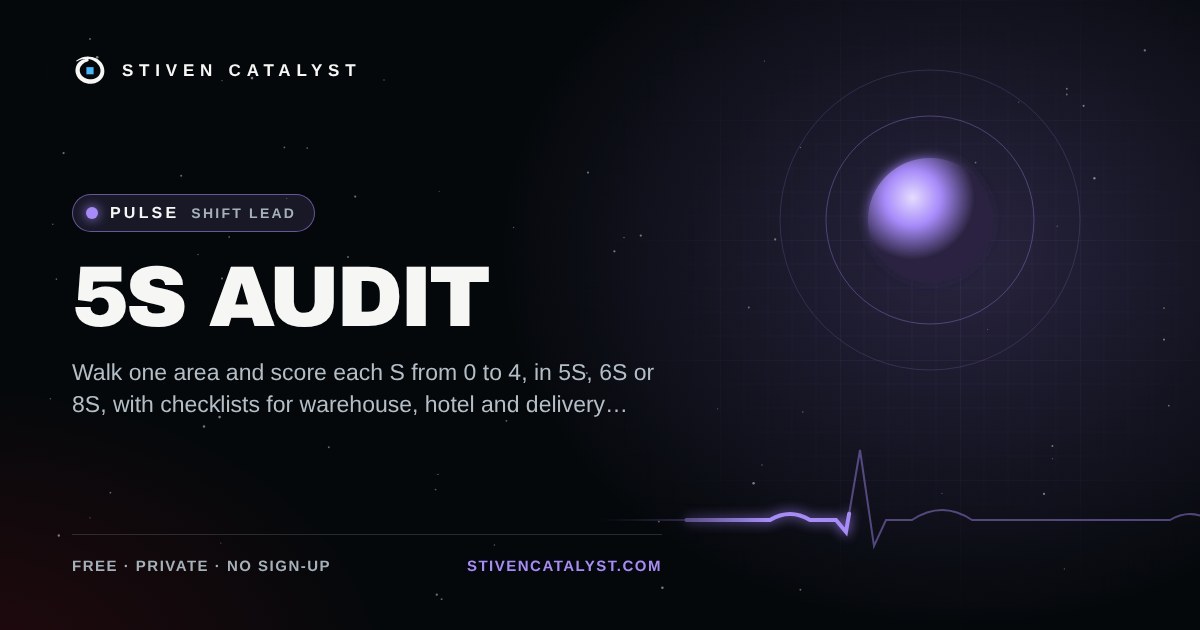 STIVEN CATALYST
PULSE SHIFT LEAD
5S AUDIT
Walk one area and score each S from 0 to 4, in 5S, 6S or
8S, with checklists for warehouse, hotel and delivery…
FREE · PRIVATE · NO SIGN-UP
STIVENCATALYST.COM